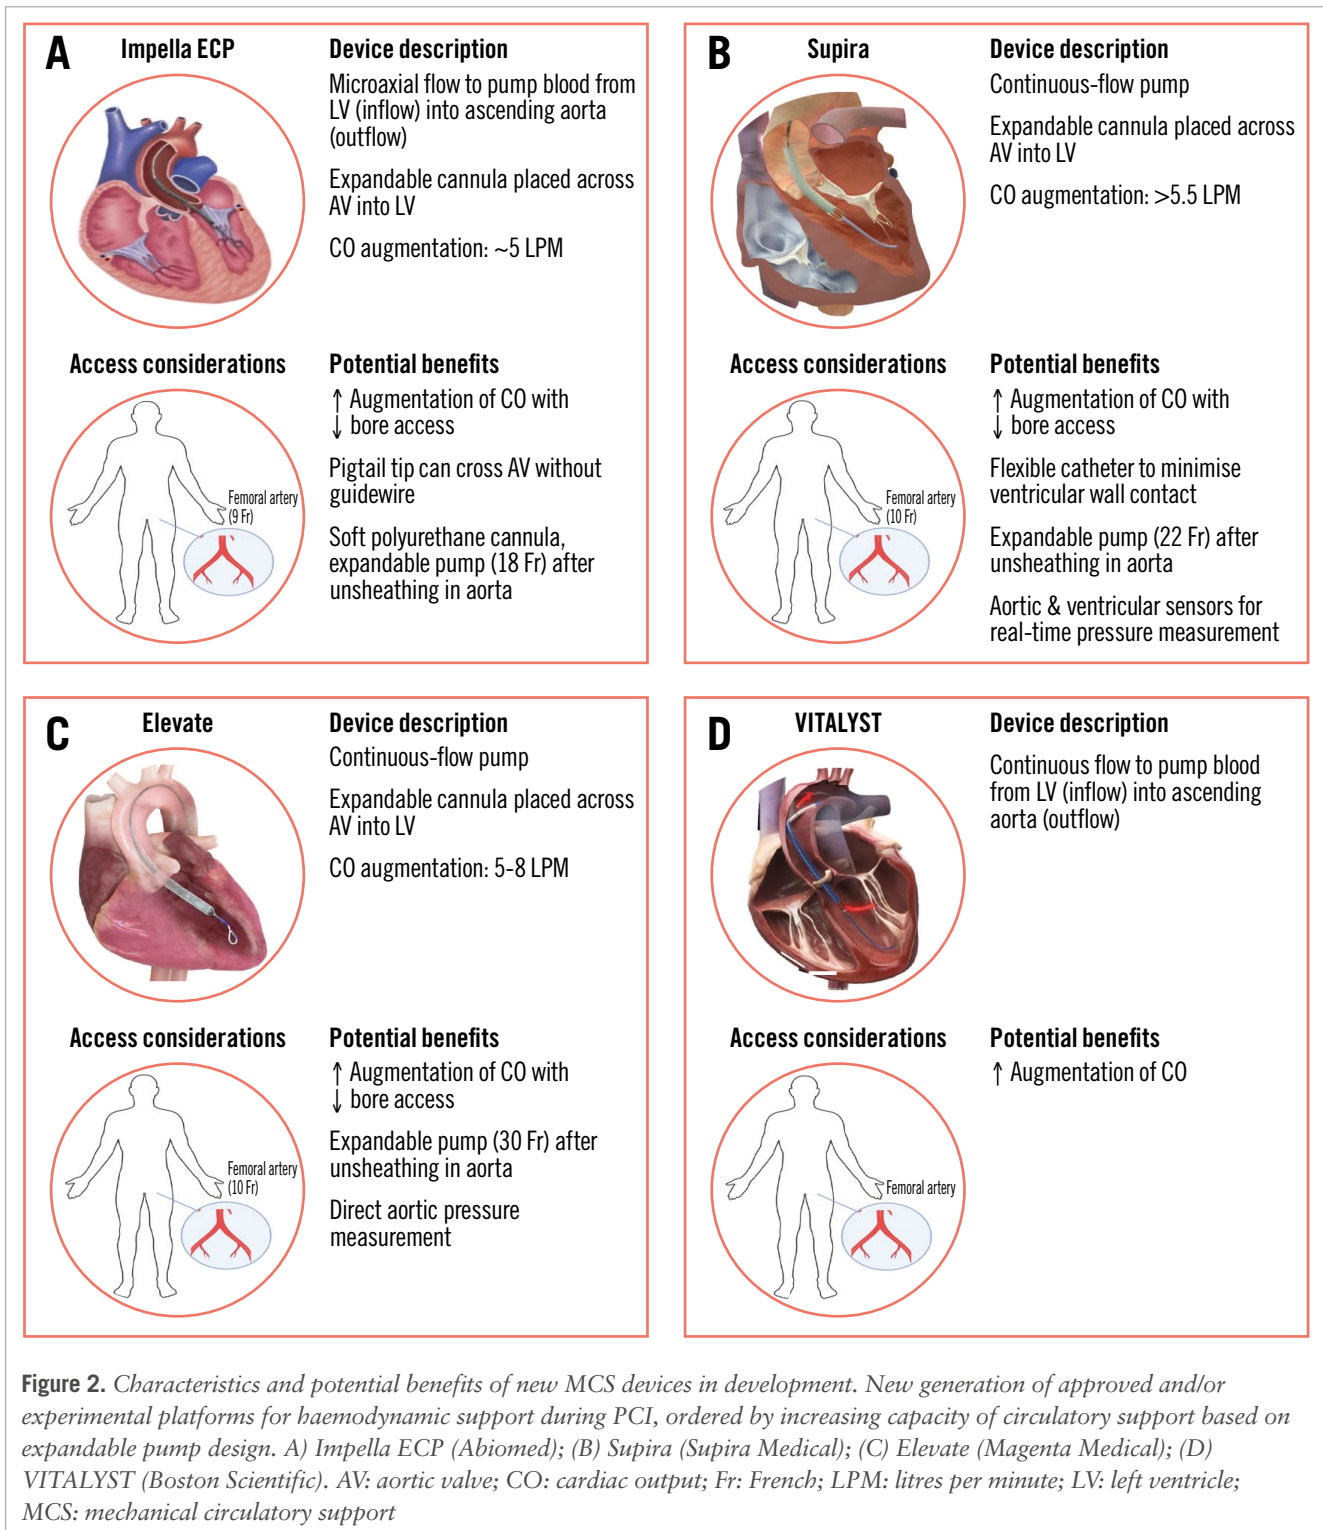 A
Impella ECP
Device description
Microaxial flow to pump blood from
LV (inflow) into ascending aorta
(outflow)
Expandable cannula placed across
AV into LV
CO augmentation: ~5 LPM
Access considerations
Femoral artery
(9 Fr)
Potential benefits
↑ Augmentation of CO with
↓ bore access
Pigtail tip can cross AV without
guidewire
Soft polyurethane cannula,
expandable pump (18 Fr) after
unsheathing in aorta
B
Supira
Device description
Continuous-flow pump
Expandable cannula placed across
AV into LV
CO augmentation: >5.5 LPM
Access considerations
Femoral artery
(10 Fr)
Potential benefits
↑ Augmentation of CO with
↓ bore access
Flexible catheter to minimise
ventricular wall contact
Expandable pump (22 Fr) after
unsheathing in aorta
Aortic & ventricular sensors for
real-time pressure measurement
C
Elevate
Device description
Continuous-flow pump
Expandable cannula placed across
AV into LV
CO augmentation: 5-8 LPM
Access considerations
Femoral artery
(10 Fr)
Potential benefits
↑ Augmentation of CO with
↓ bore access
Expandable pump (30 Fr) after
unsheathing in aorta
Direct aortic pressure
measurement
D
VITALYST
Device description
Continuous flow to pump blood
from LV (inflow) into ascending
aorta (outflow)
Access considerations
Femoral artery
Potential benefits
↑ Augmentation of CO
Figure 2. Characteristics and potential benefits of new MCS devices in development. New generation of approved and/or
experimental platforms for haemodynamic support during PCI, ordered by increasing capacity of circulatory support based on
expandable pump design. A) Impella ECP (Abiomed); (B) Supira (Supira Medical); (C) Elevate (Magenta Medical); (D)
VITALYST (Boston Scientific). AV: aortic valve; CO: cardiac output; Fr: French; LPM: litres per minute; LV: left ventricle;
MCS: mechanical circulatory support